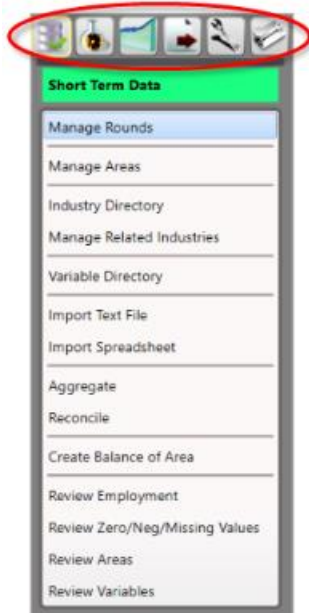 Short Term Data
Manage Rounds
Manage Areas
Industry Directory
Manage Related Industries
Variable Directory
Import Text File
Import Spreadsheet
Aggregate
Reconcile
Create Balance of Area
Review Employment
Review Zero/Neg/Missing Values
Review Areas
Review Variables